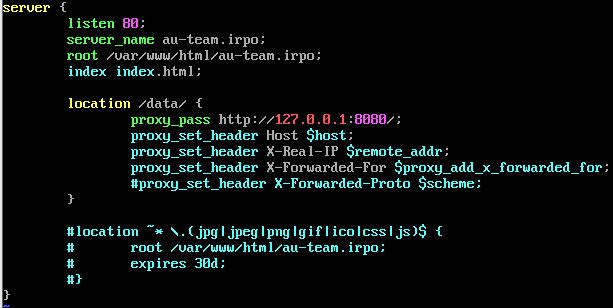 server {
listen 80;
server_name au-team.irpo;
root /var/www/html/au-team.irpo;
index index.html;
location /data/ {
proxy_pass http://127.0.0.1:8080/;
proxy_set_header Host $host;
proxy_set_header X-Real-IP $remote_addr;
proxy_set_header X-Forwarded-For $proxy_add_x_forwarded_for;
#proxy_set_header X-Forwarded-Proto $scheme;
}
#location ~* \.(jpg|jpeg|png|gif|ico|css|js)$ {
# root /var/www/html/au-team.irpo;
# expires 30d;
#}
}
~